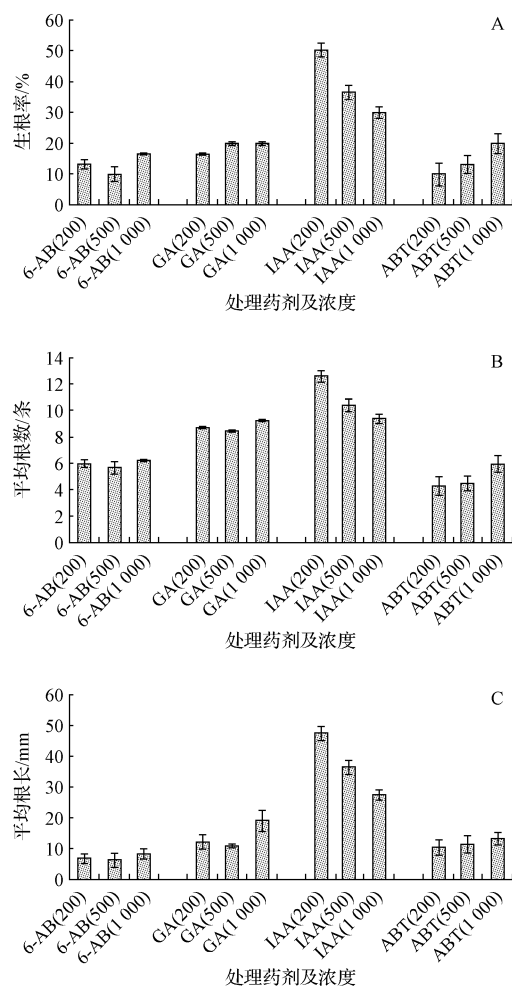 A
生根率/%
60
50
40
30
20
10
0
6-AB(200)
6-AB(500)
6-AB(1 000)
GA(200)
GA(500)
GA(1 000)
IAA(200)
IAA(500)
IAA(1 000)
ABT(200)
ABT(500)
ABT(1 000)
处理药剂及浓度
B
平均根数/条
14
12
10
8
6
4
2
0
6-AB(200)
6-AB(500)
6-AB(1 000)
GA(200)
GA(500)
GA(1 000)
IAA(200)
IAA(500)
IAA(1 000)
ABT(200)
ABT(500)
ABT(1 000)
处理药剂及浓度
C
平均根长/mm
60
50
40
30
20
10
0
6-AB(200)
6-AB(500)
6-AB(1 000)
GA(200)
GA(500)
GA(1 000)
IAA(200)
IAA(500)
IAA(1 000)
ABT(200)
ABT(500)
ABT(1 000)
处理药剂及浓度